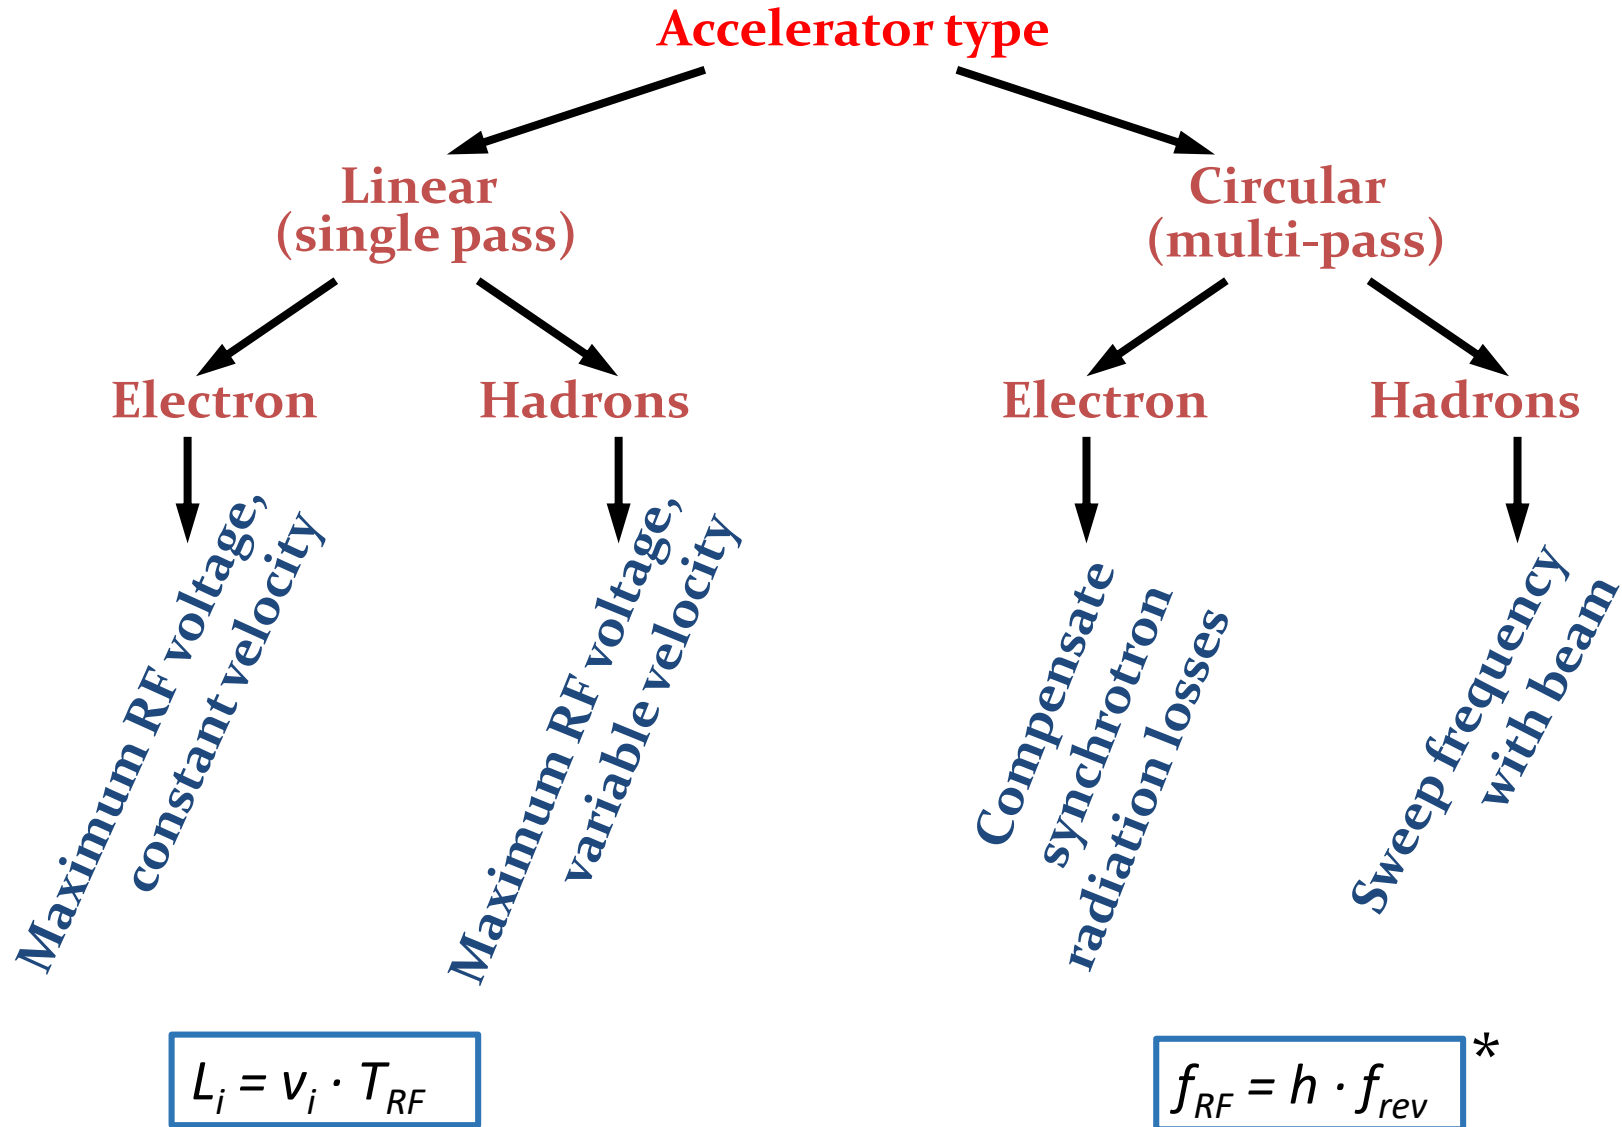 Accelerator type
Linear
(single pass)
Circular
(multi-pass)
Electron
Hadrons
Electron
Hadrons
Maximum RF voltage,
constant velocity
Maximum RF voltage,
variable velocity
Compensate
synchrotron
radiation losses
Sweep frequency
with beam
L_i = v_i · T_RF
f_RF = h · f_rev *